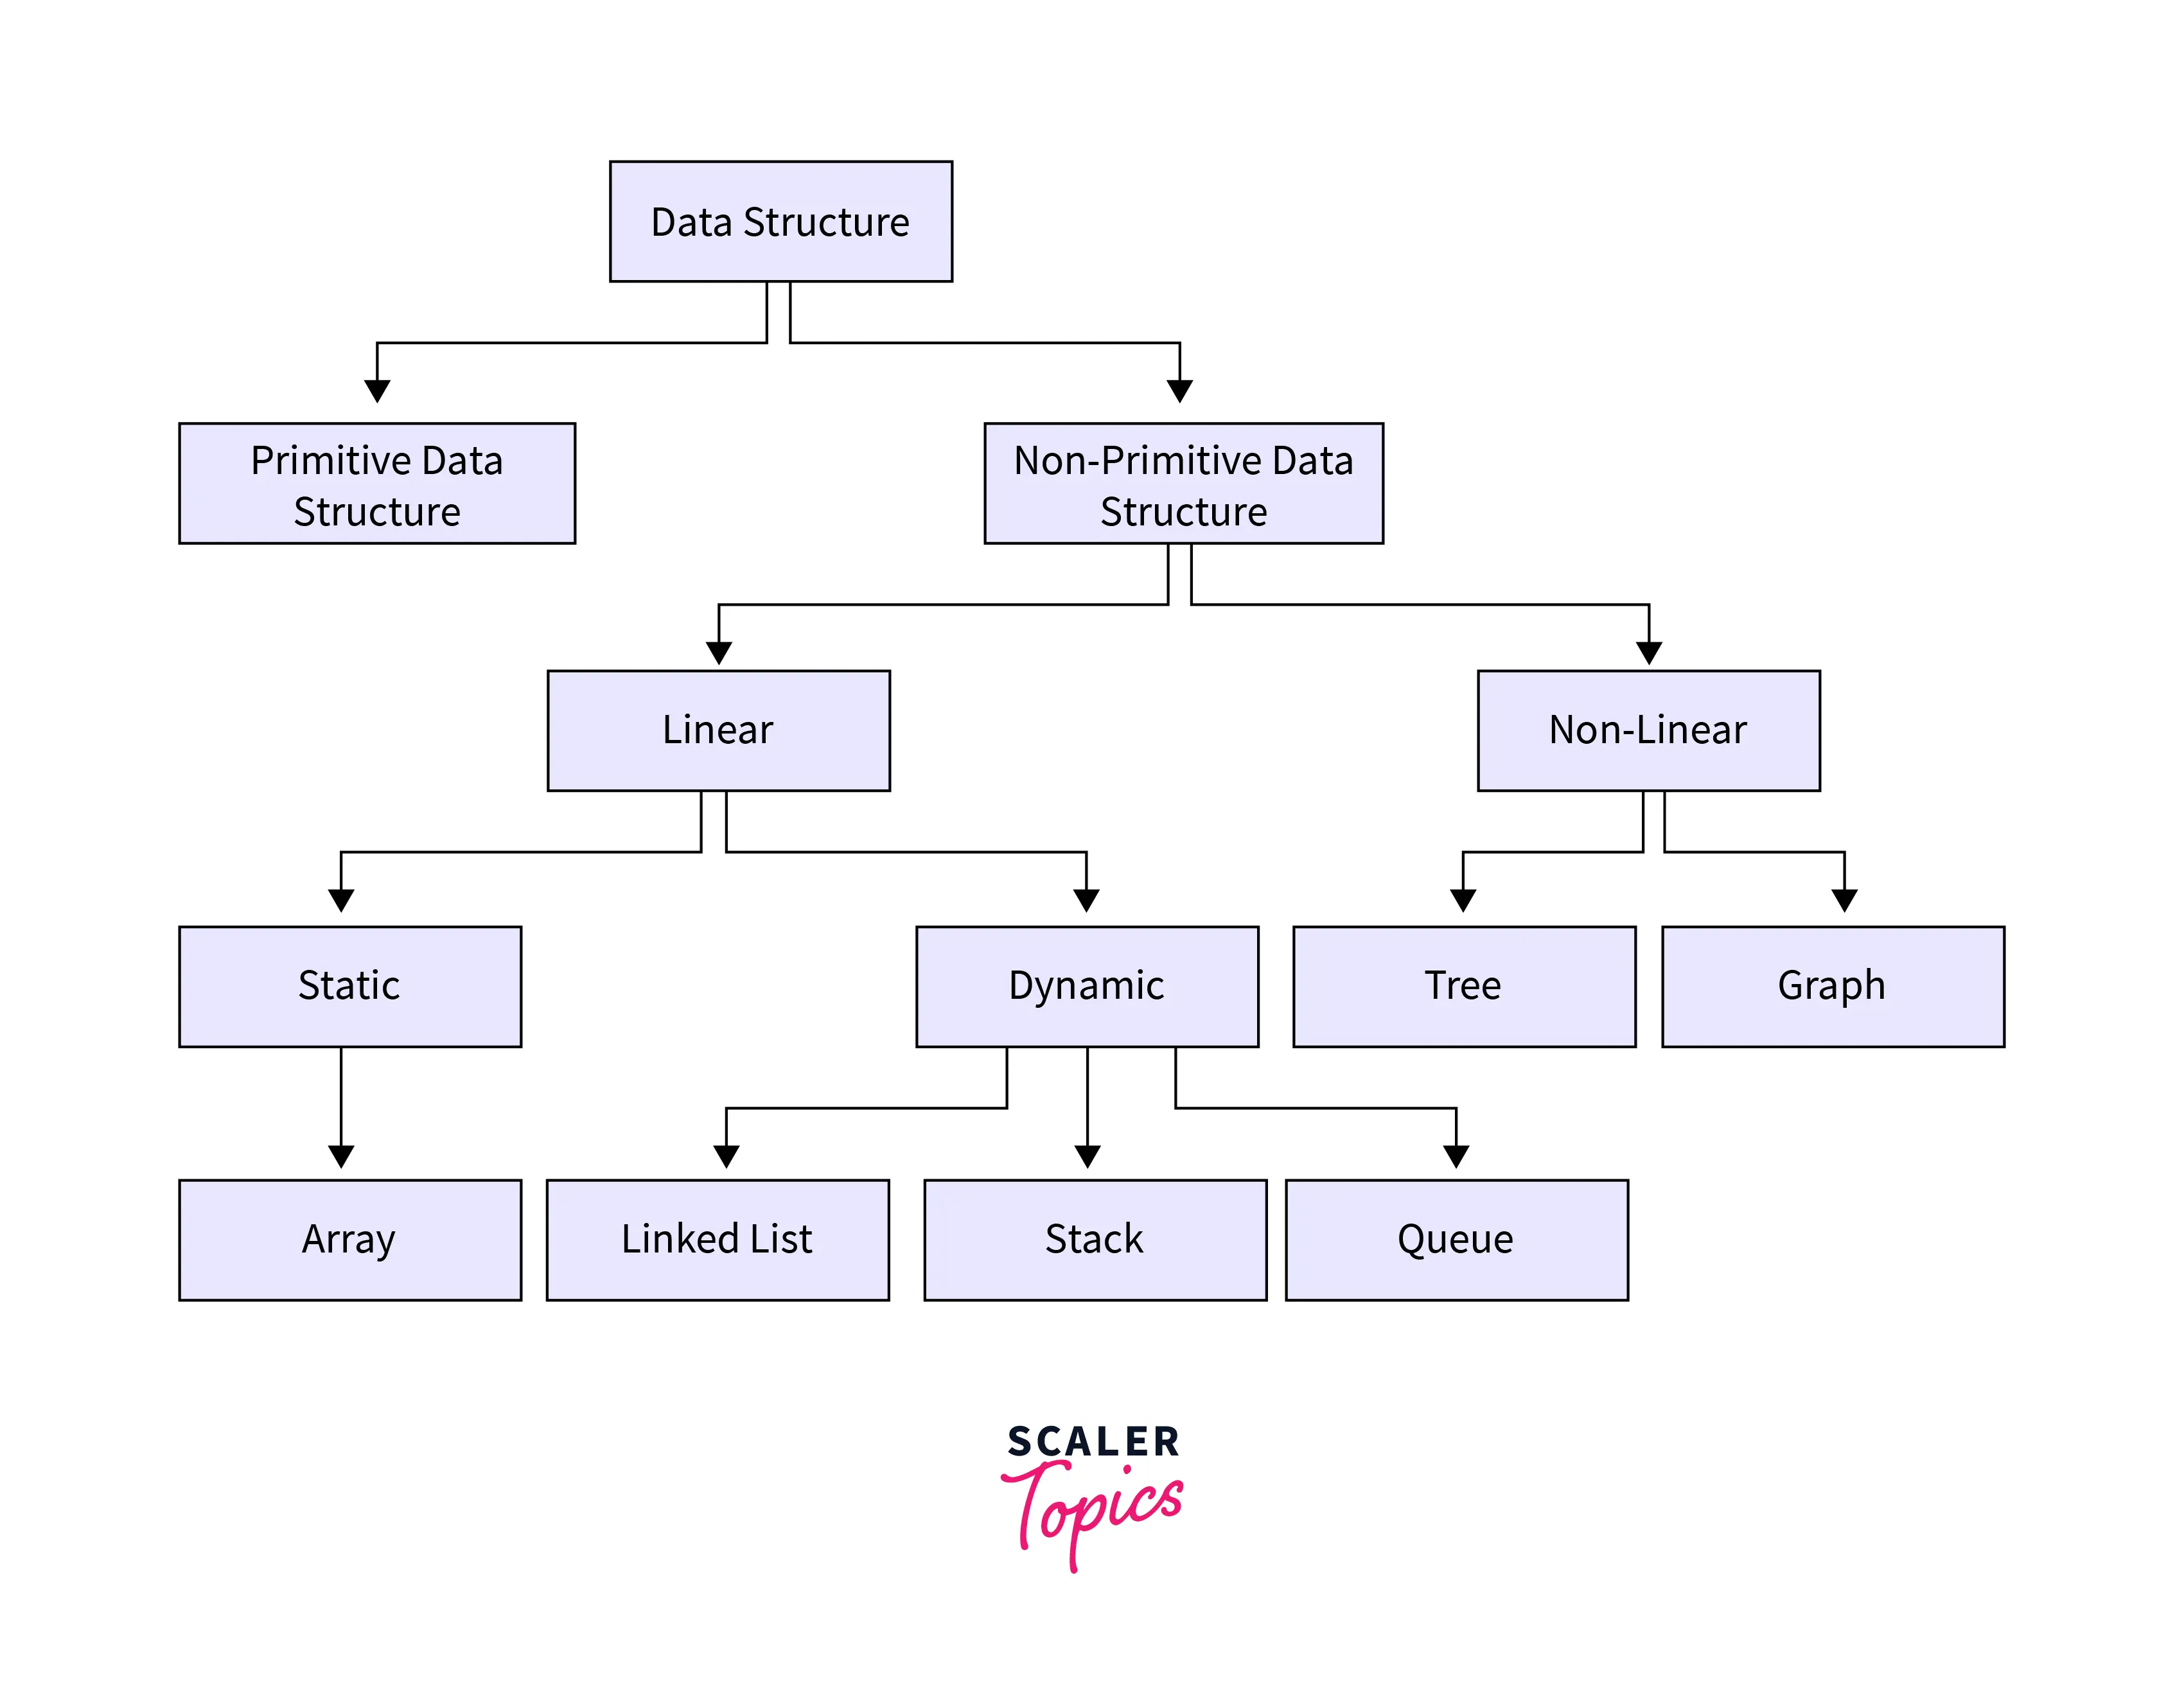 Data Structure
Primitive Data
Structure
Non-Primitive Data
Structure
Linear
Non-Linear
Static
Dynamic
Tree
Graph
Array
Linked List
Stack
Queue
SCALER
Topics